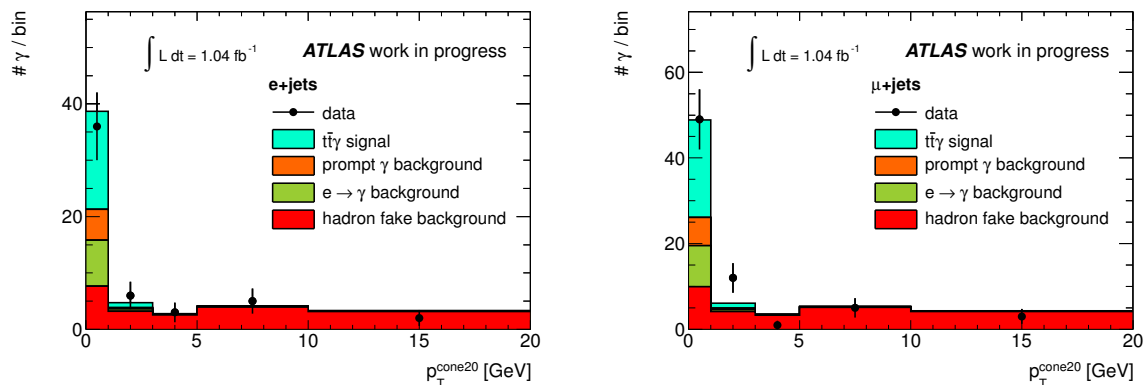 # γ / bin
∫ L dt = 1.04 fb⁻¹
ATLAS work in progress
e+jets
data
tt̄γ signal
prompt γ background
e → γ background
hadron fake background
40
20
0
0 5 10 15 20
p_T^cone20 [GeV]
# γ / bin
∫ L dt = 1.04 fb⁻¹
ATLAS work in progress
μ+jets
data
tt̄γ signal
prompt γ background
e → γ background
hadron fake background
60
40
20
0
0 5 10 15 20
p_T^cone20 [GeV]